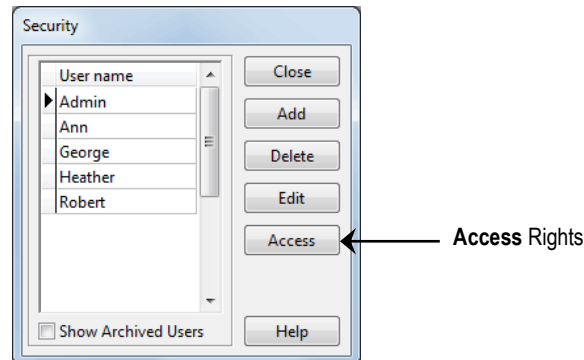 Security
User name
Admin
Ann
George
Heather
Robert
Show Archived Users
Close
Add
Delete
Edit
Access
Help
Access Rights